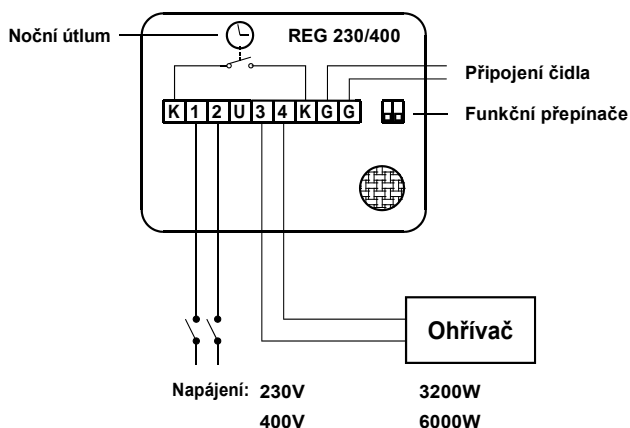 Noční útlum
REG 230/400
Připojení čidla
K 1 2 U 3 4 K G G
Funkční přepínače
Ohřívač
Napájení: 230V 3200W
400V 6000W